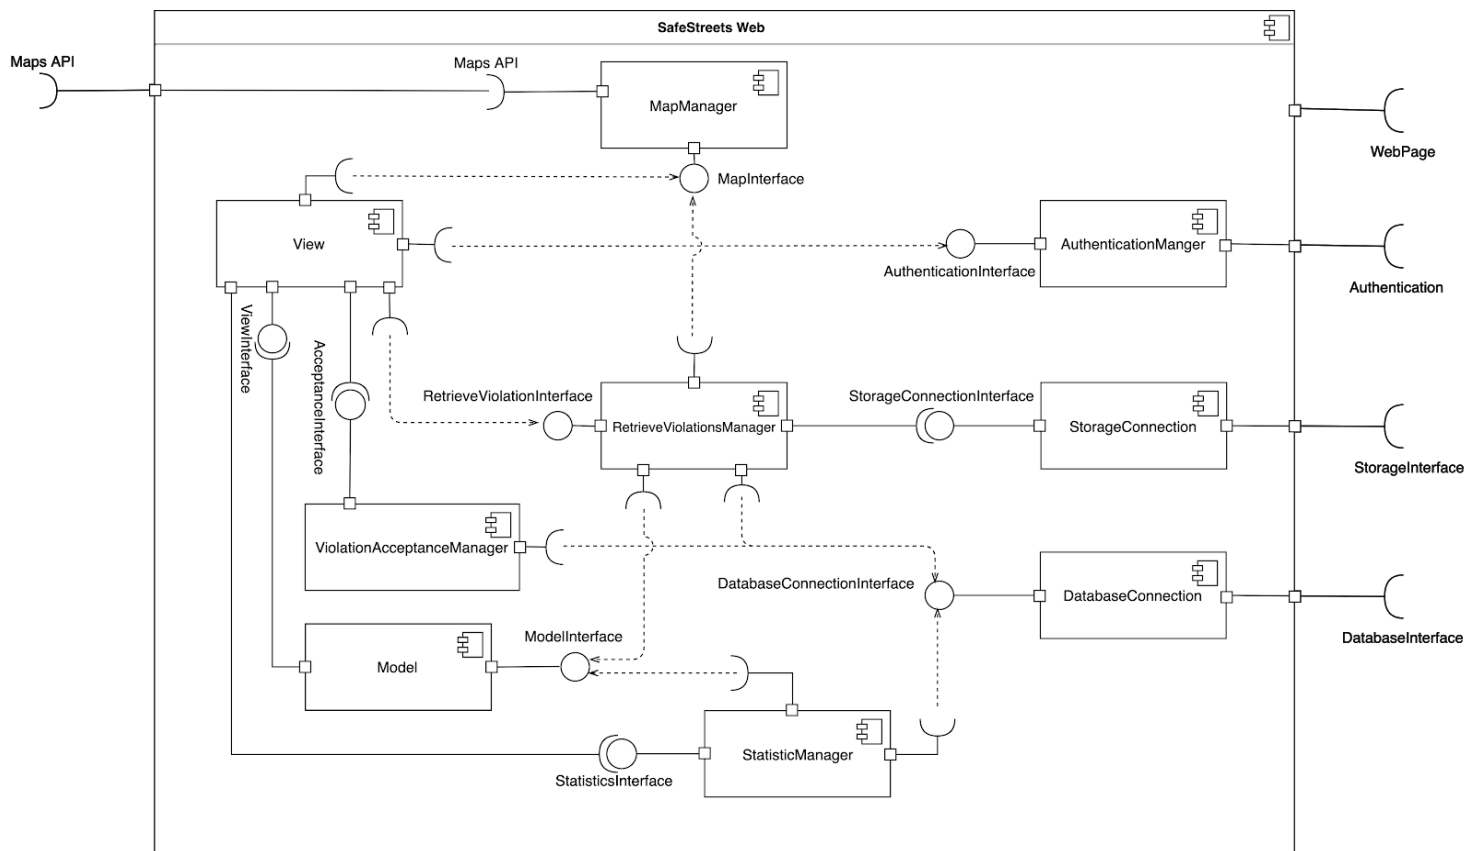 SafeStreets Web
Maps API
Maps API
MapManager
WebPage
MapInterface
View
AuthenticationManger
AuthenticationInterface
Authentication
ViewInterface
AcceptanceInterface
RetrieveViolationInterface
StorageConnectionInterface
RetrieveViolationsManager
StorageConnection
StorageInterface
ViolationAcceptanceManager
DatabaseConnectionInterface
DatabaseConnection
DatabaseInterface
ModelInterface
Model
StatisticManager
StatisticsInterface